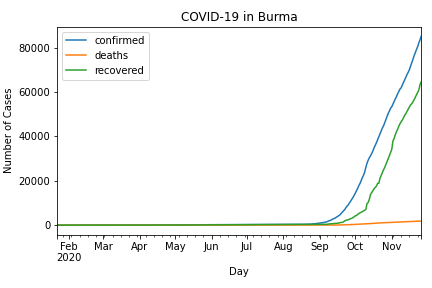 COVID-19 in Burma
confirmed
deaths
recovered
Number of Cases
80000
60000
40000
20000
0
Feb Mar Apr May Jun Jul Aug Sep Oct Nov
2020
Day